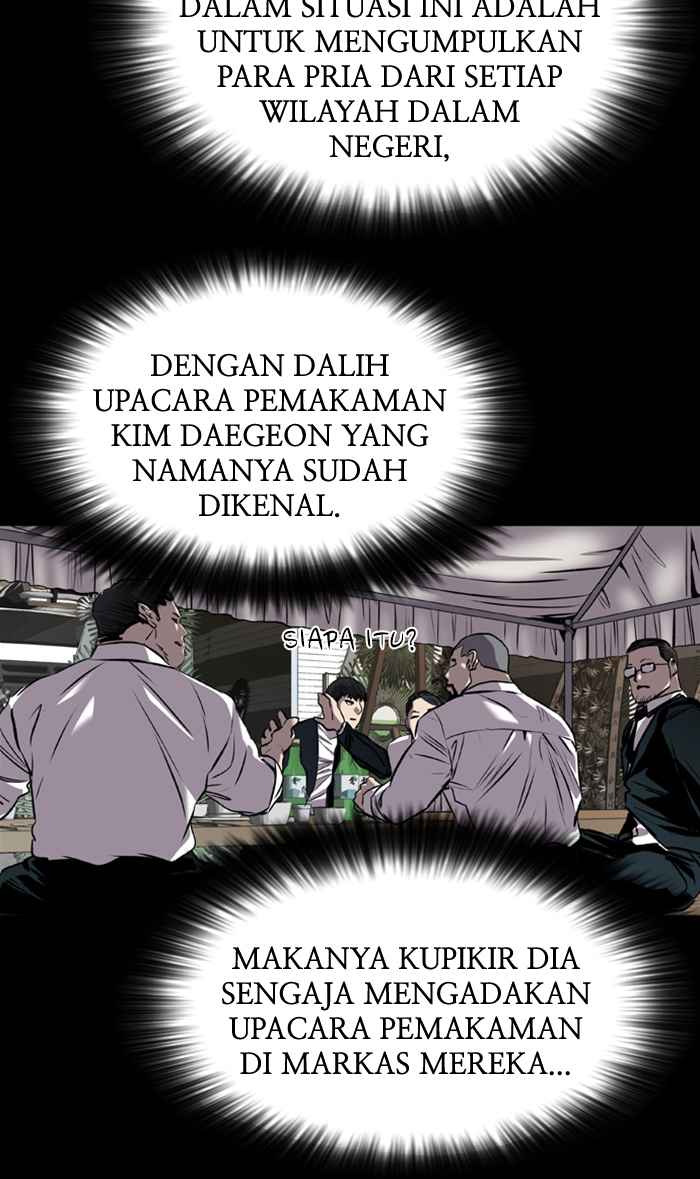 DALAM SITUASI INI ADALAH
UNTUK MENGUMPULKAN
PARA PRIA DARI SETIAP
WILAYAH DALAM
NEGERI,
DENGAN DALIH
UPACARA PEMAKAMAN
KIM DAEGEON YANG
NAMANYA SUDAH
DIKENAL.
SIAPA ITU?
MAKANYA KUPIKIR DIA
SENGAJA MENGADAKAN
UPACARA PEMAKAMAN
DI MARKAS MEREKA...